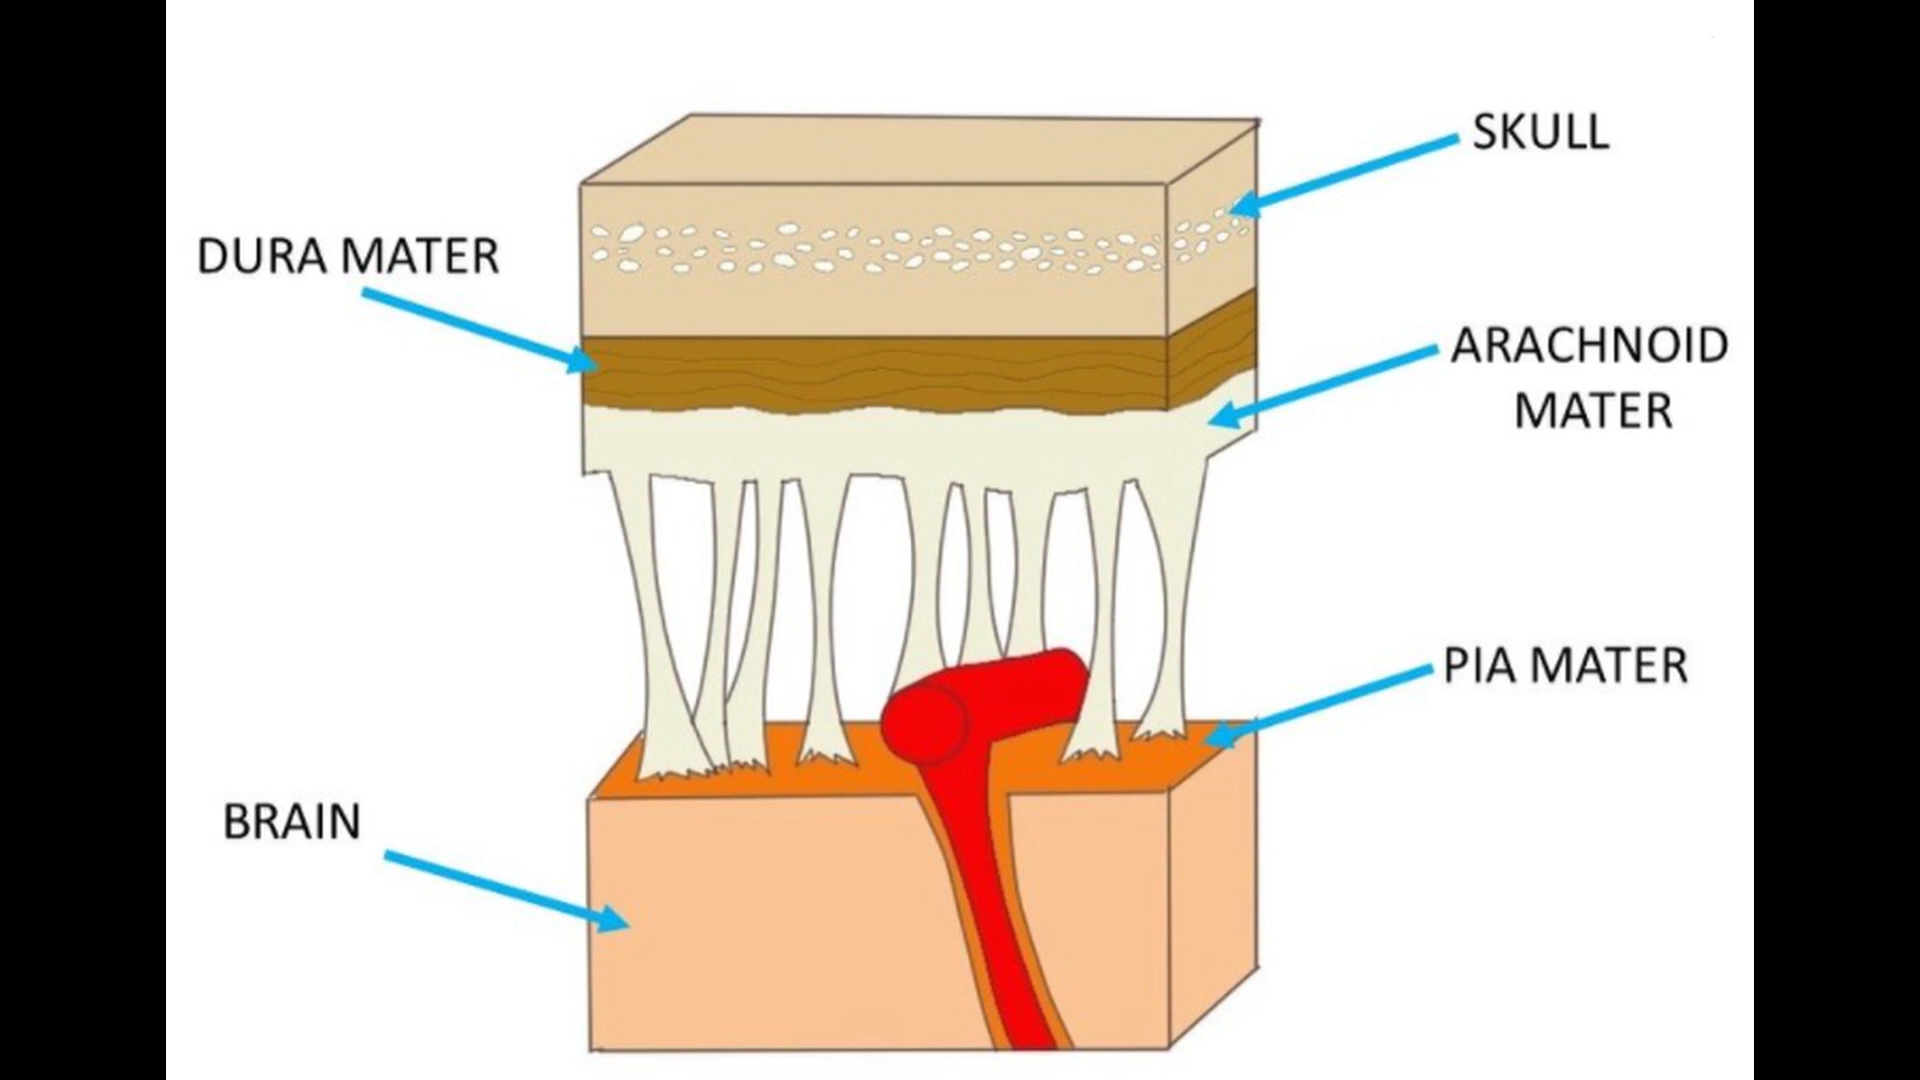 SKULL
DURA MATER
ARACHNOID
MATER
PIA MATER
BRAIN